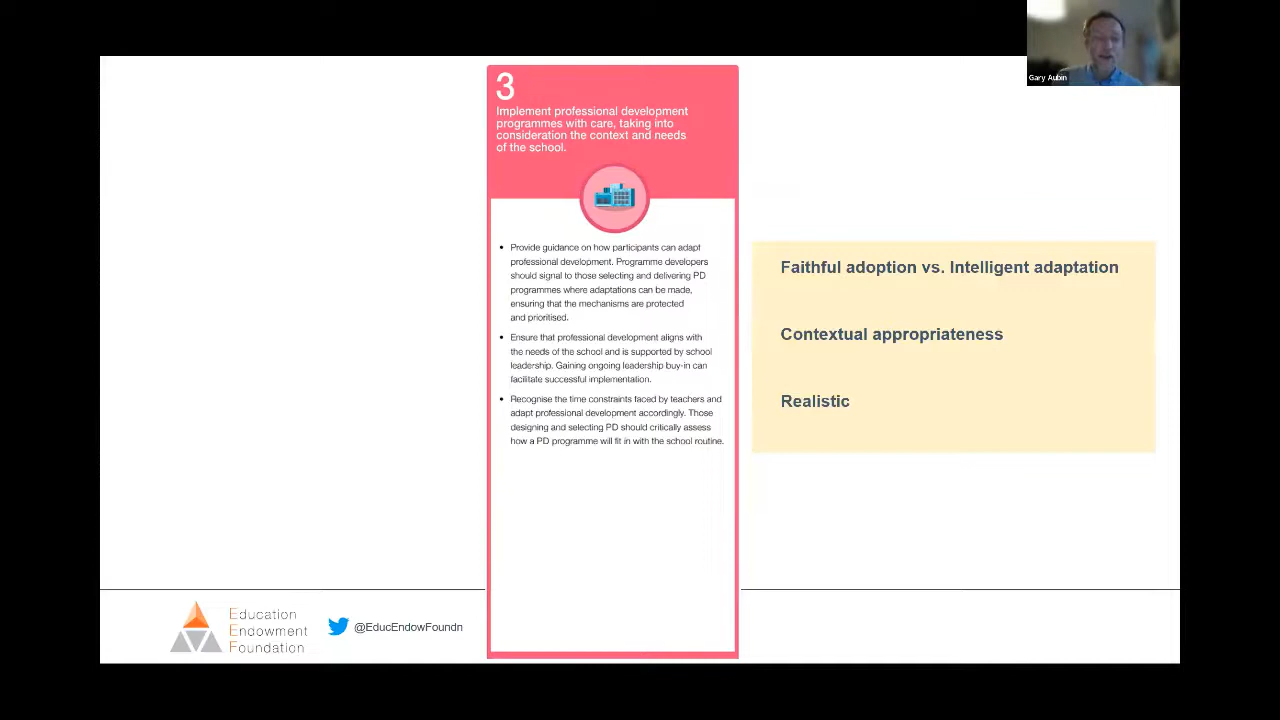 Gary Aubin
3
Implement professional development
programmes with care, taking into
consideration the context and needs
of the school.
• Provide guidance on how participants can adapt
professional development. Programme developers
should signal to those selecting and delivering PD
programmes where adaptations can be made,
ensuring that the mechanisms are protected
and prioritised.
• Ensure that professional development aligns with
the needs of the school and is supported by school
leadership. Gaining ongoing leadership buy-in can
facilitate successful implementation.
• Recognise the time constraints faced by teachers and
adapt professional development accordingly. Those
designing and selecting PD should critically assess
how a PD programme will fit in with the school routine.
Faithful adoption vs. Intelligent adaptation
Contextual appropriateness
Realistic
Education
Endowment
Foundation
@EducEndowFoundn